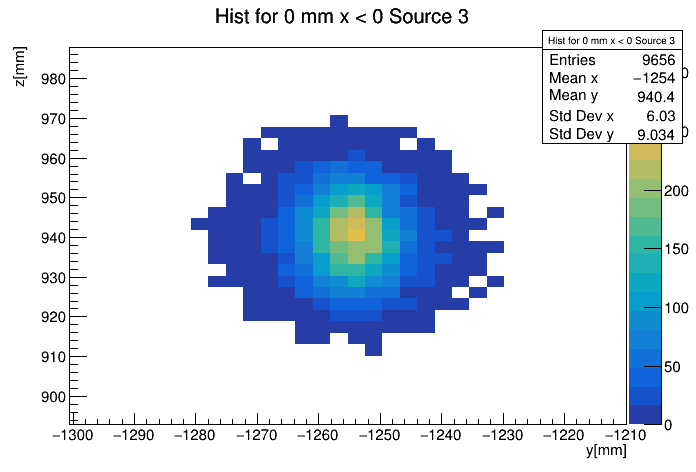 Hist for 0 mm x < 0 Source 3
z[mm]
Hist for 0 mm x < 0 Source 3
Entries 9656
Mean x −1254
Mean y 940.4
Std Dev x 6.03
Std Dev y 9.034
980
970
960
950
940
930
920
910
900
0
200
150
100
50
0
−1300 −1290 −1280 −1270 −1260 −1250 −1240 −1230 −1220 −1210
y[mm]